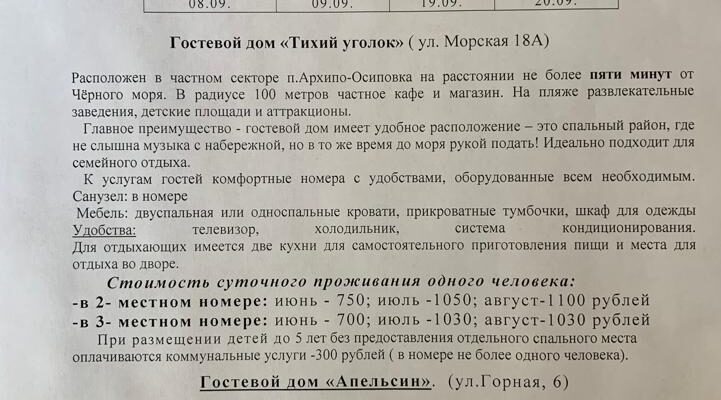 08.09. 09.09. 19.09. 20.09.
Гостевой дом «Тихий уголок» ( ул. Морская 18А)
Расположен в частном секторе п.Архипо-Осиповка на расстоянии не более пяти минут от
Чёрного моря. В радиусе 100 метров частное кафе и магазин. На пляже развлекательные
заведения, детские площади и аттракционы.
Главное преимущество - гостевой дом имеет удобное расположение – это спальный район, где
не слышна музыка с набережной, но в то же время до моря рукой подать! Идеально подходит для
семейного отдыха.
К услугам гостей комфортные номера с удобствами, оборудованные всем необходимым.
Санузел: в номере
Мебель: двуспальная или односпальные кровати, прикроватные тумбочки, шкаф для одежды
Удобства: телевизор, холодильник, система кондиционирования.
Для отдыхающих имеется две кухни для самостоятельного приготовления пищи и места для
отдыха во дворе.
Стоимость суточного проживания одного человека:
-в 2- местном номере: июнь - 750; июль -1050; август-1100 рублей
-в 3- местном номере: июнь - 700; июль -1030; август-1030 рублей
При размещении детей до 5 лет без предоставления отдельного спального места
оплачиваются коммунальные услуги -300 рублей ( в номере не более одного человека).
Гостевой дом «Апельсин». (ул.Горная, 6)